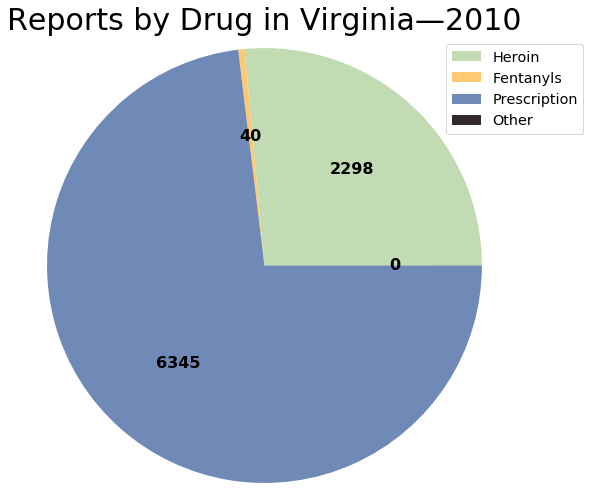 Reports by Drug in Virginia—2010
Heroin
Fentanyls
Prescription
Other
40
2298
0
6345